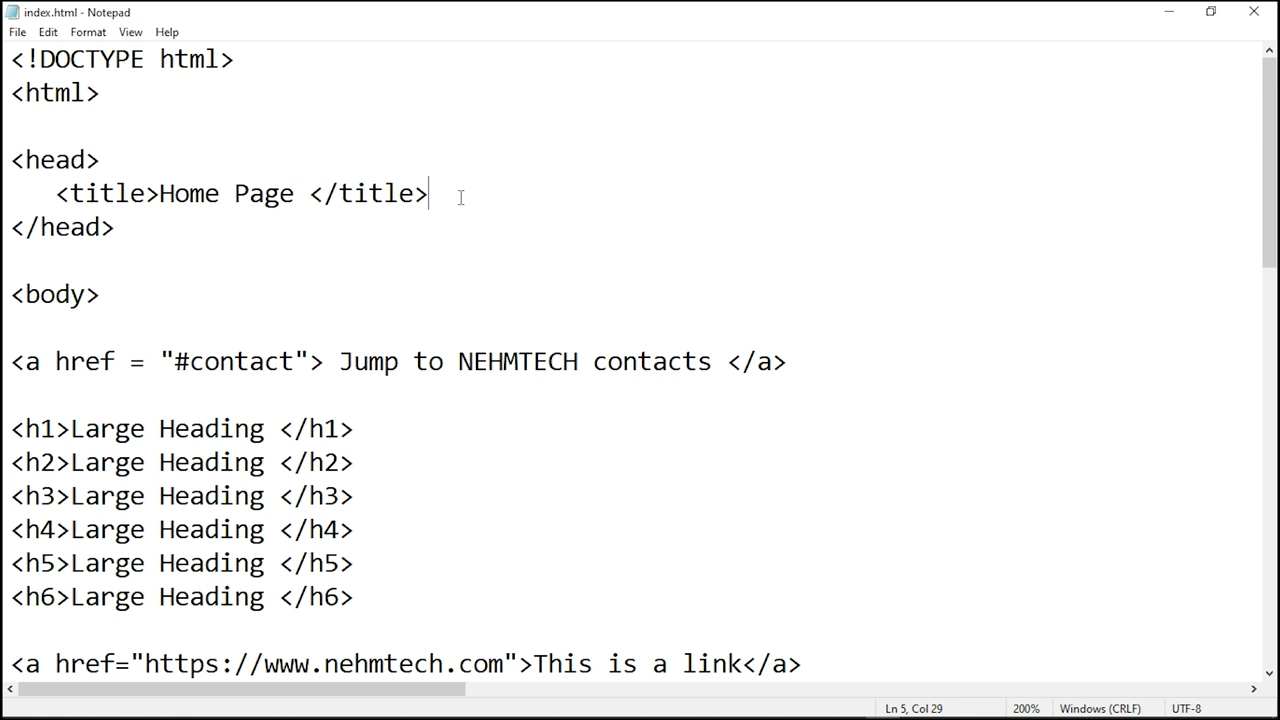 index.html - Notepad
File Edit Format View Help
<!DOCTYPE html>
<html>
<head>
<title>Home Page </title>
</head>
<body>
<a href = "#contact"> Jump to NEHMTECH contacts </a>
<h1>Large Heading </h1>
<h2>Large Heading </h2>
<h3>Large Heading </h3>
<h4>Large Heading </h4>
<h5>Large Heading </h5>
<h6>Large Heading </h6>
<a href="https://www.nehmtech.com">This is a link</a>
Ln 5, Col 29 200% Windows (CRLF) UTF-8